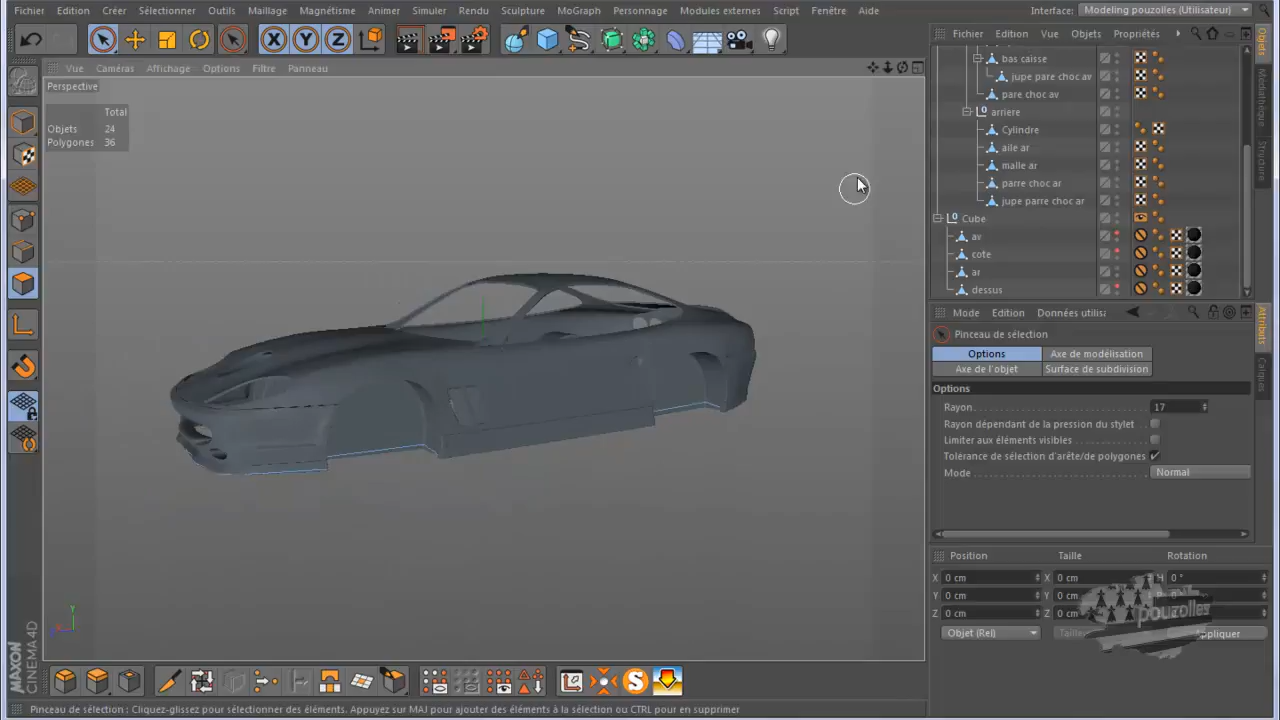 Fichier Edition Créer Sélectionner Outils Maillage Magnétisme Animer Simuler Rendu Sculpture MoGraph Personnage Modules externes Script Fenêtre Aide Interface: Modeling pouzolles (Utilisateur)
Fichier Edition Vue Objets Propriétés
Vue Caméras Affichage Options Filtre Panneau
Perspective
Total
Objets 24
Polygones 36
bas caisse
jupe pare choc av
pare choc av
arriere
Cylindre
aile ar
malle ar
parre choc ar
jupe parre choc ar
Cube
av
cote
ar
dessus
Objets
Médiathèque
Structure
Mode Edition Données utilis:
Pinceau de sélection
Options Axe de modélisation
Axe de l'objet Surface de subdivision
Options
Rayon 17
Rayon dépendant de la pression du stylet
Limiter aux éléments visibles
Tolérance de sélection d'arête/de polygones
Mode Normal
Attributs
Calques
Position Taille Rotation
X 0 cm X 0 cm H 0 °
Y 0 cm Y 0 cm
Z 0 cm 0 cm
Objet (Rel) Taille Appliquer
pouzolles
MAXON
CINEMA 4D
Pinceau de sélection : Cliquez-glissez pour sélectionner des éléments. Appuyez sur MAJ pour ajouter des éléments à la sélection ou CTRL pour en supprimer